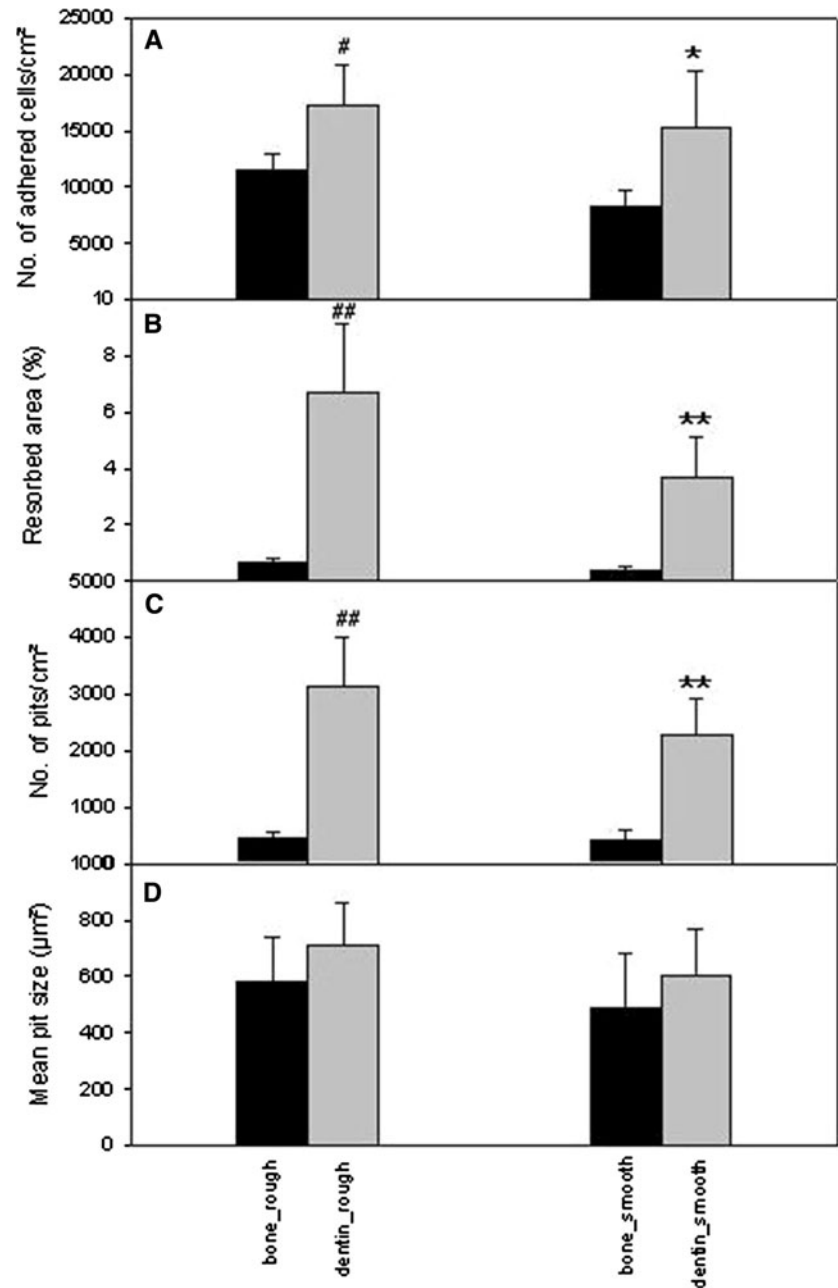 A
No. of adhered cells/cm²
25000
20000
15000
10000
5000
10
#
*
B
Resorbed area (%)
8
6
4
2
##
**
C
No. of pits/cm²
5000
4000
3000
2000
1000
##
**
D
Mean pit size (µm²)
1000
800
600
400
200
0
bone_rough
dentin_rough
bone_smooth
dentin_smooth